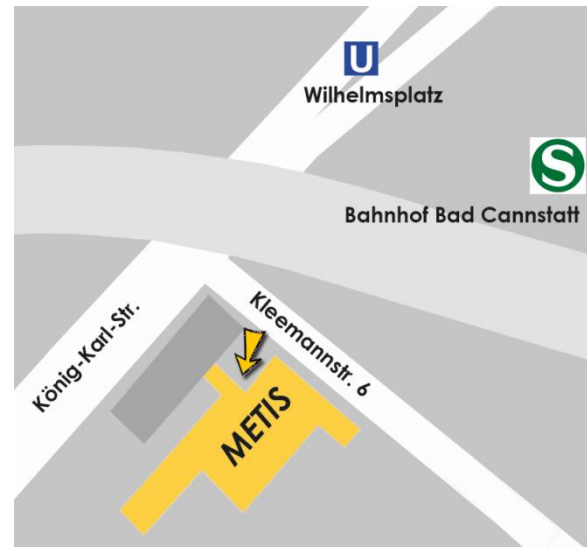 U
Wilhelmsplatz
S
Bahnhof Bad Cannstatt
König-Karl-Str.
Kleemannstr. 6
METIS